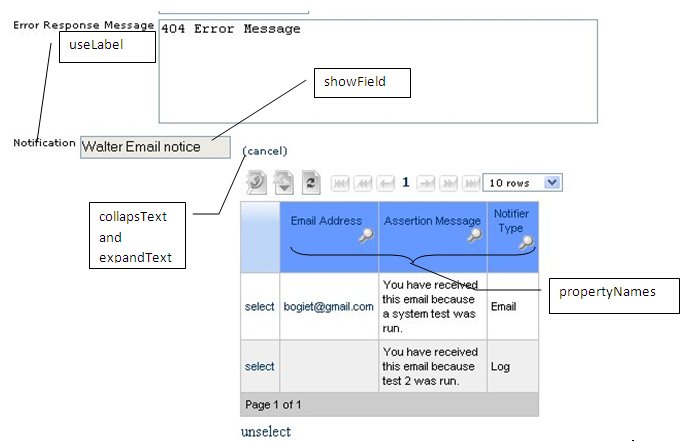 Error Response Message
404 Error Message
useLabel
showField
Notification
Walter Email notice
(cancel)
1
10 rows
collapsText
and
expandText
Email Address
Assertion Message
Notifier
Type
propertyNames
select
bogiet@gmail.com
You have received
this email because
a system test was
run.
Email
select
You have received
this email because
test 2 was run.
Log
Page 1 of 1
unselect